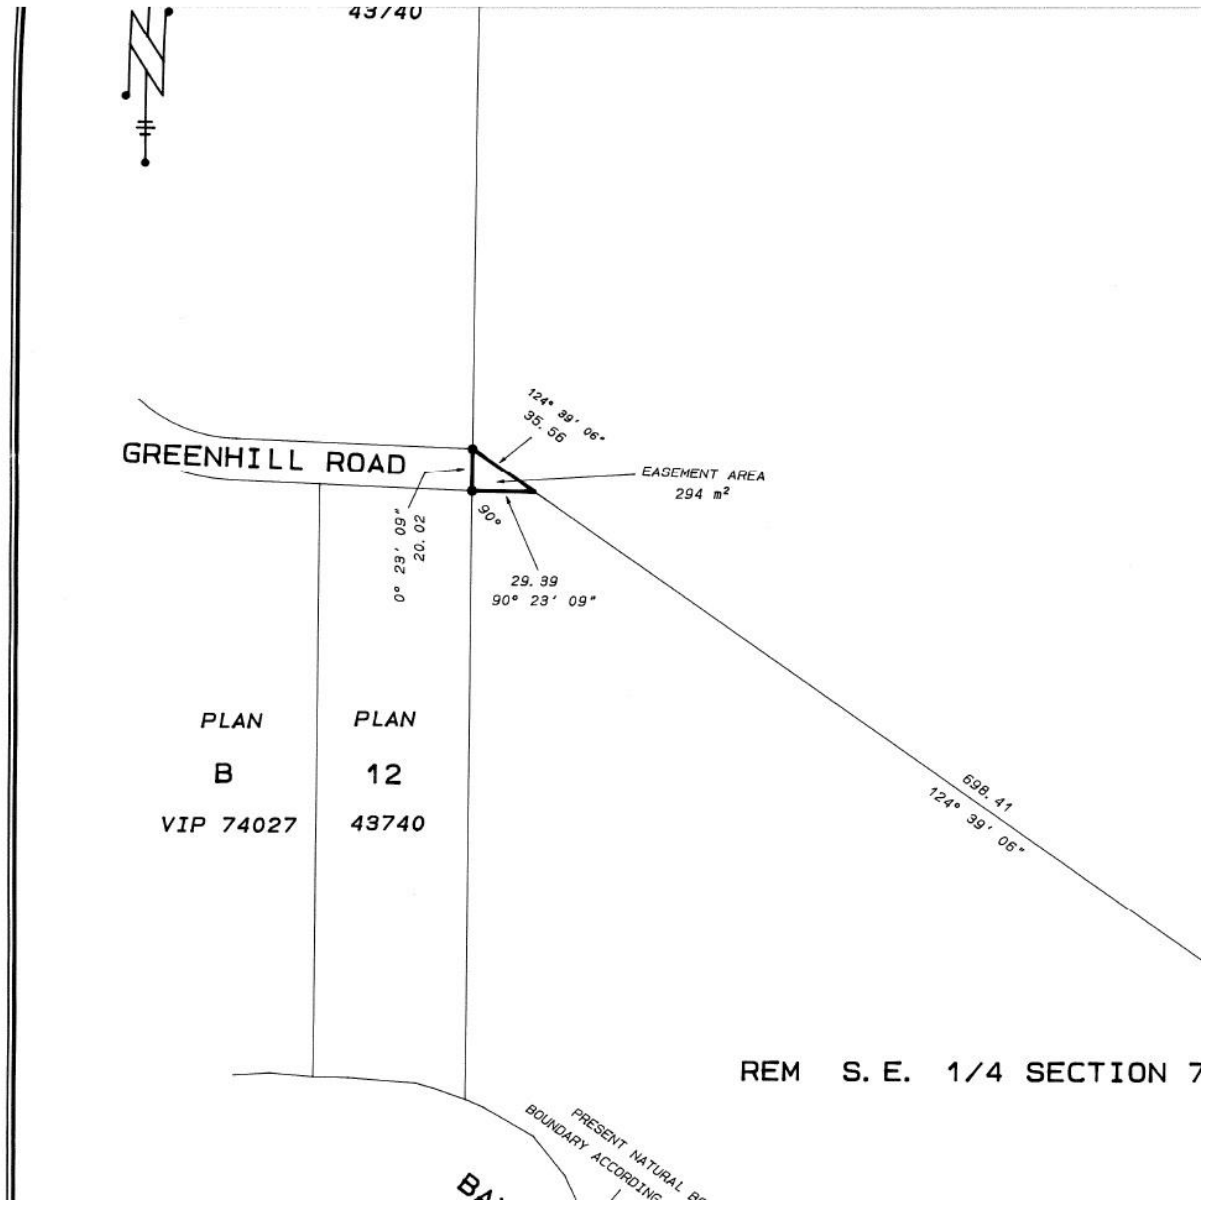 43740
124° 39' 06"
35.56
GREENHILL ROAD
EASEMENT AREA
294 m²
90°
0° 23' 09"
20.02
29.39
90° 23' 09"
PLAN
B
VIP 74027
PLAN
12
43740
698.41
124° 39' 06"
REM S.E. 1/4 SECTION 7
PRESENT NATURAL
BOUNDARY ACCORDING